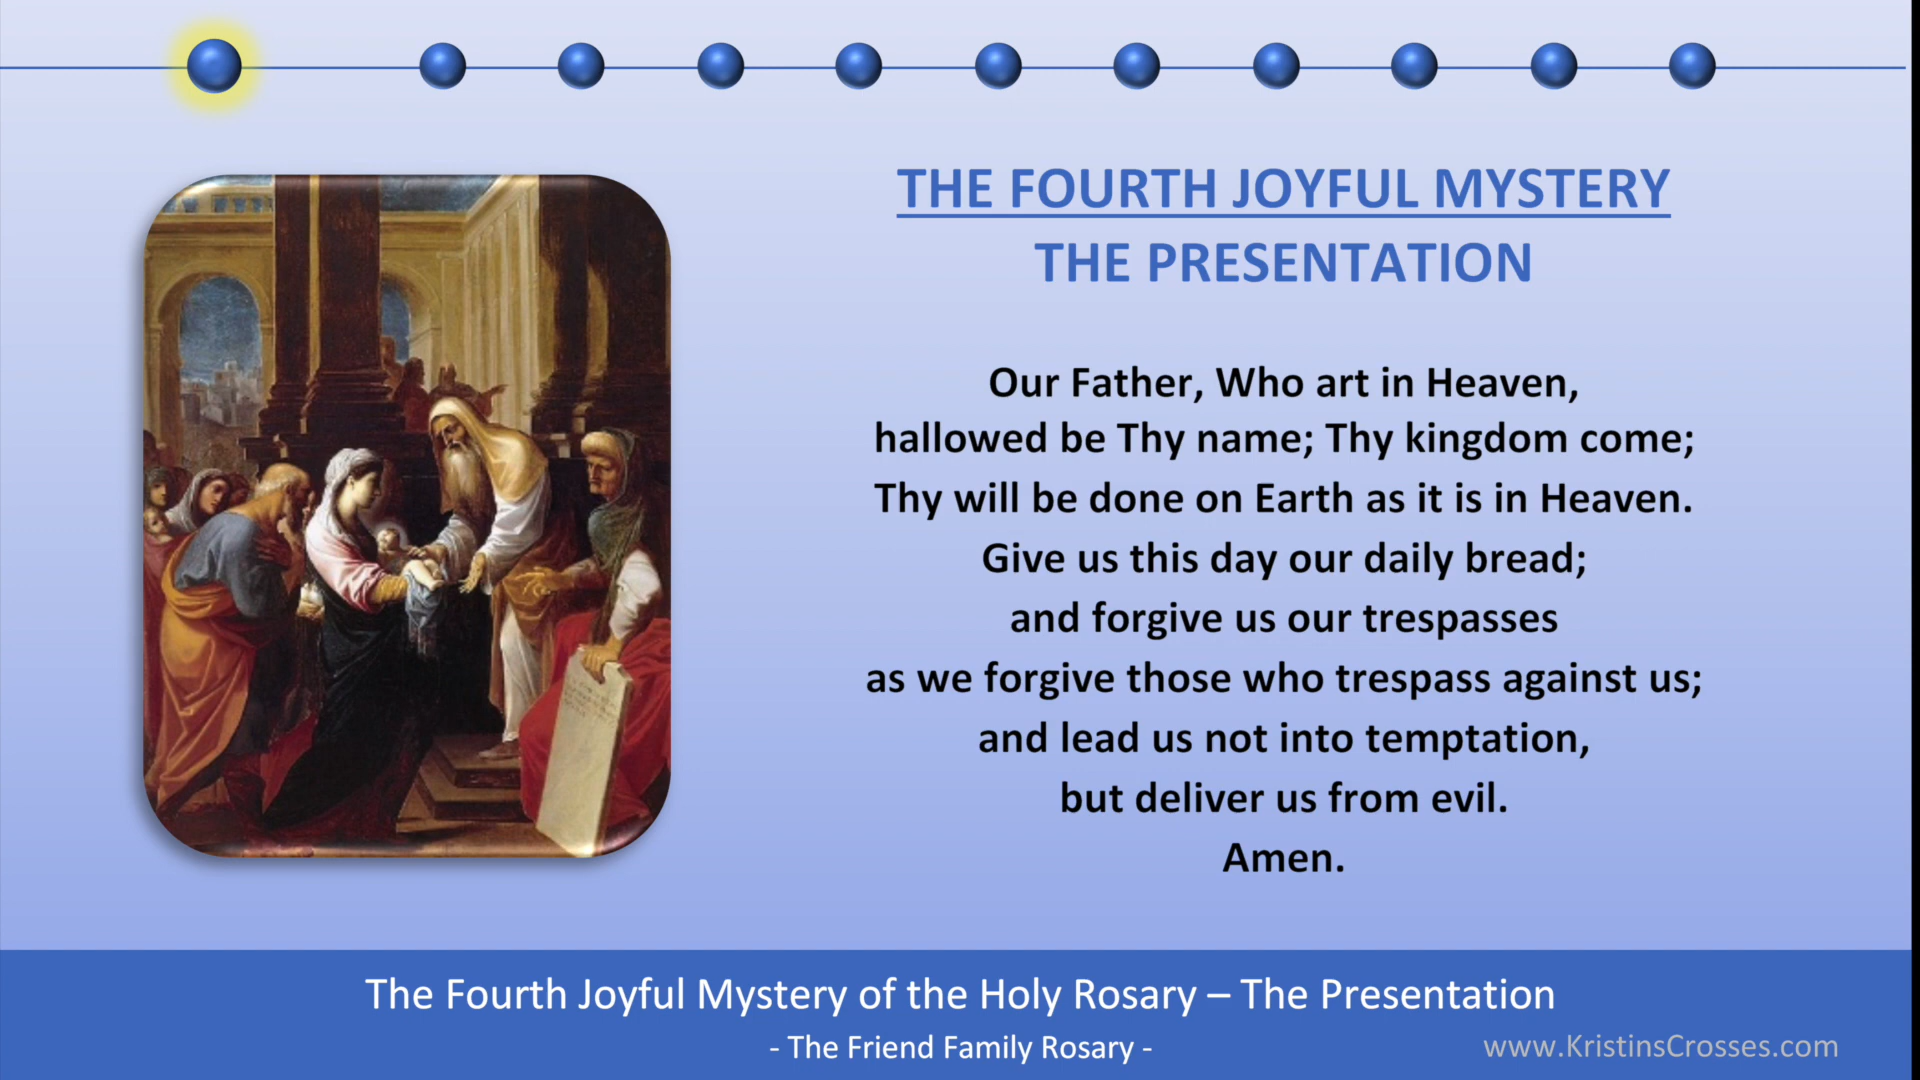 THE FOURTH JOYFUL MYSTERY
THE PRESENTATION
Our Father, Who art in Heaven,
hallowed be Thy name; Thy kingdom come;
Thy will be done on Earth as it is in Heaven.
Give us this day our daily bread;
and forgive us our trespasses
as we forgive those who trespass against us;
and lead us not into temptation,
but deliver us from evil.
Amen.
The Fourth Joyful Mystery of the Holy Rosary – The Presentation
- The Friend Family Rosary -
www.KristinsCrosses.com